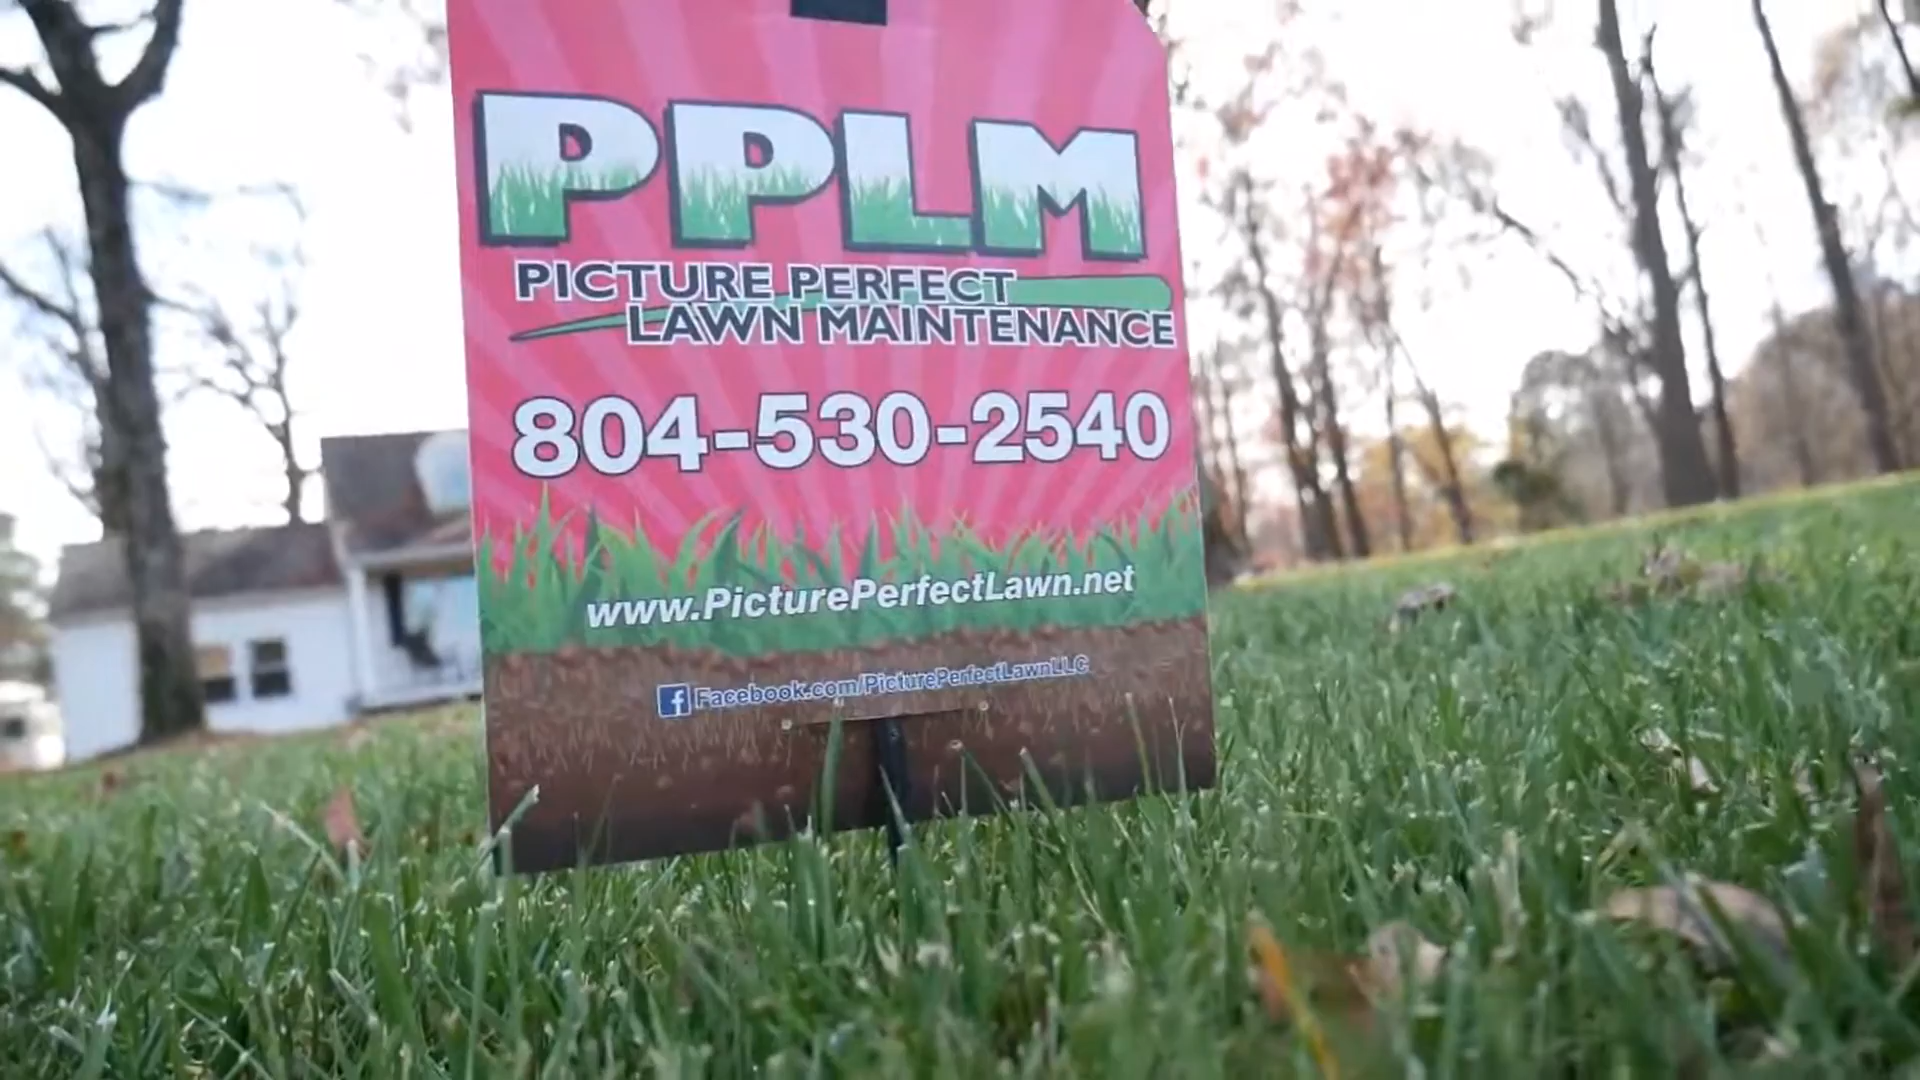 PPLM
PICTURE PERFECT
LAWN MAINTENANCE
804-530-2540
www.PicturePerfectLawn.net
f Facebook.com/PicturePerfectLawnLLC